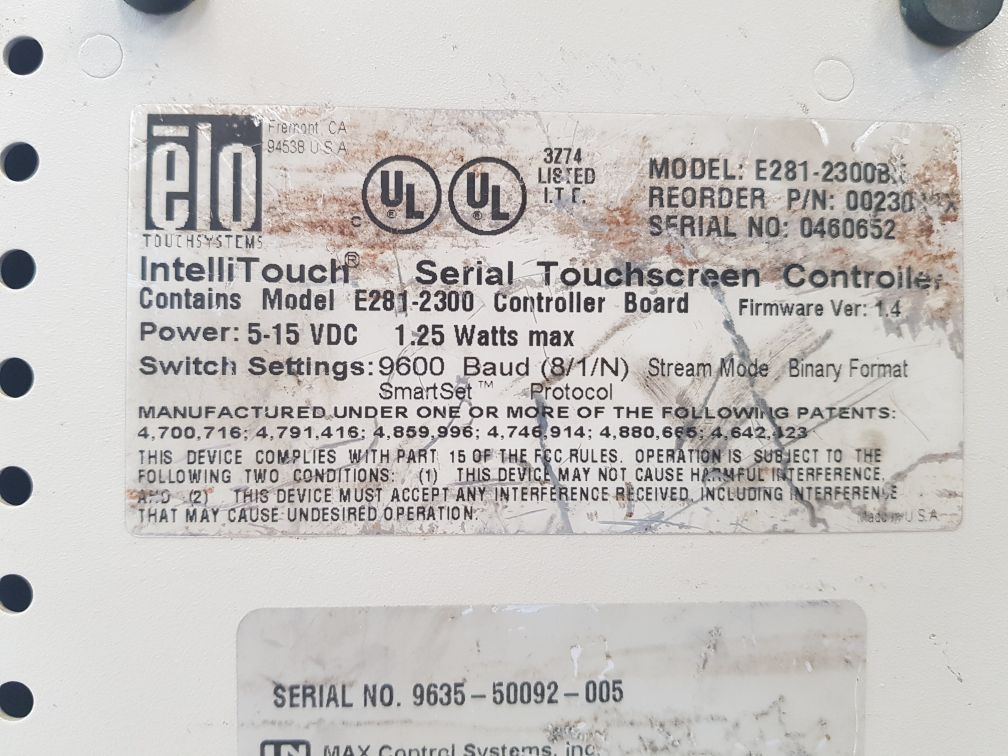 ēlo
TOUCHSYSTEMS
Fremont CA
94538 U.S.A.
c UL ® UL ®
3Z74
LISTED
I.T.E.
MODEL: E281-2300B
REORDER P/N:
SERIAL NO: 0460652
IntelliTouch® Serial Touchscreen Controller
Contains Model E281-2300 Controller Board Firmware Ver: 1.4
Power: 5-15 VDC 1.25 Watts max
Switch Settings: 9600 Baud (8/1/N) Stream Mode Binary Format
SmartSet™ Protocol
MANUFACTURED UNDER ONE OR MORE OF THE FOLLOWING PATENTS:
4,700,716; 4,791,416; 4,859,996; 4,746,914; 4,880,665; 4,642,423
THIS DEVICE COMPLIES WITH PART 15 OF THE FCC RULES. OPERATION IS SUBJECT TO THE
FOLLOWING TWO CONDITIONS: (1) THIS DEVICE MAY NOT CAUSE HARMFUL INTERFERENCE,
AND (2) THIS DEVICE MUST ACCEPT ANY INTERFERENCE RECEIVED, INCLUDING INTERFERENCE
THAT MAY CAUSE UNDESIRED OPERATION.
Made in U.S.A.
SERIAL NO. 9635-50092-005
MAX Control Systems, inc.